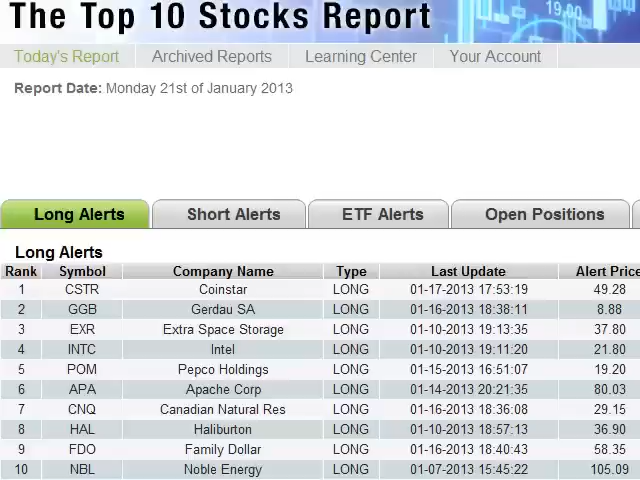 The Top 10 Stocks Report
19.00
Today's Report Archived Reports Learning Center Your Account
Report Date: Monday 21st of January 2013
Long Alerts Short Alerts ETF Alerts Open Positions
Long Alerts
Rank Symbol Company Name Type Last Update Alert Price
1 CSTR Coinstar LONG 01-17-2013 17:53:19 49.28
2 GGB Gerdau SA LONG 01-16-2013 18:38:11 8.88
3 EXR Extra Space Storage LONG 01-10-2013 19:13:35 37.80
4 INTC Intel LONG 01-10-2013 19:11:20 21.80
5 POM Pepco Holdings LONG 01-15-2013 16:51:07 19.20
6 APA Apache Corp LONG 01-14-2013 20:21:35 80.03
7 CNQ Canadian Natural Res LONG 01-16-2013 18:36:08 29.15
8 HAL Haliburton LONG 01-10-2013 18:57:13 36.90
9 FDO Family Dollar LONG 01-16-2013 18:40:43 58.35
10 NBL Noble Energy LONG 01-07-2013 15:45:22 105.09